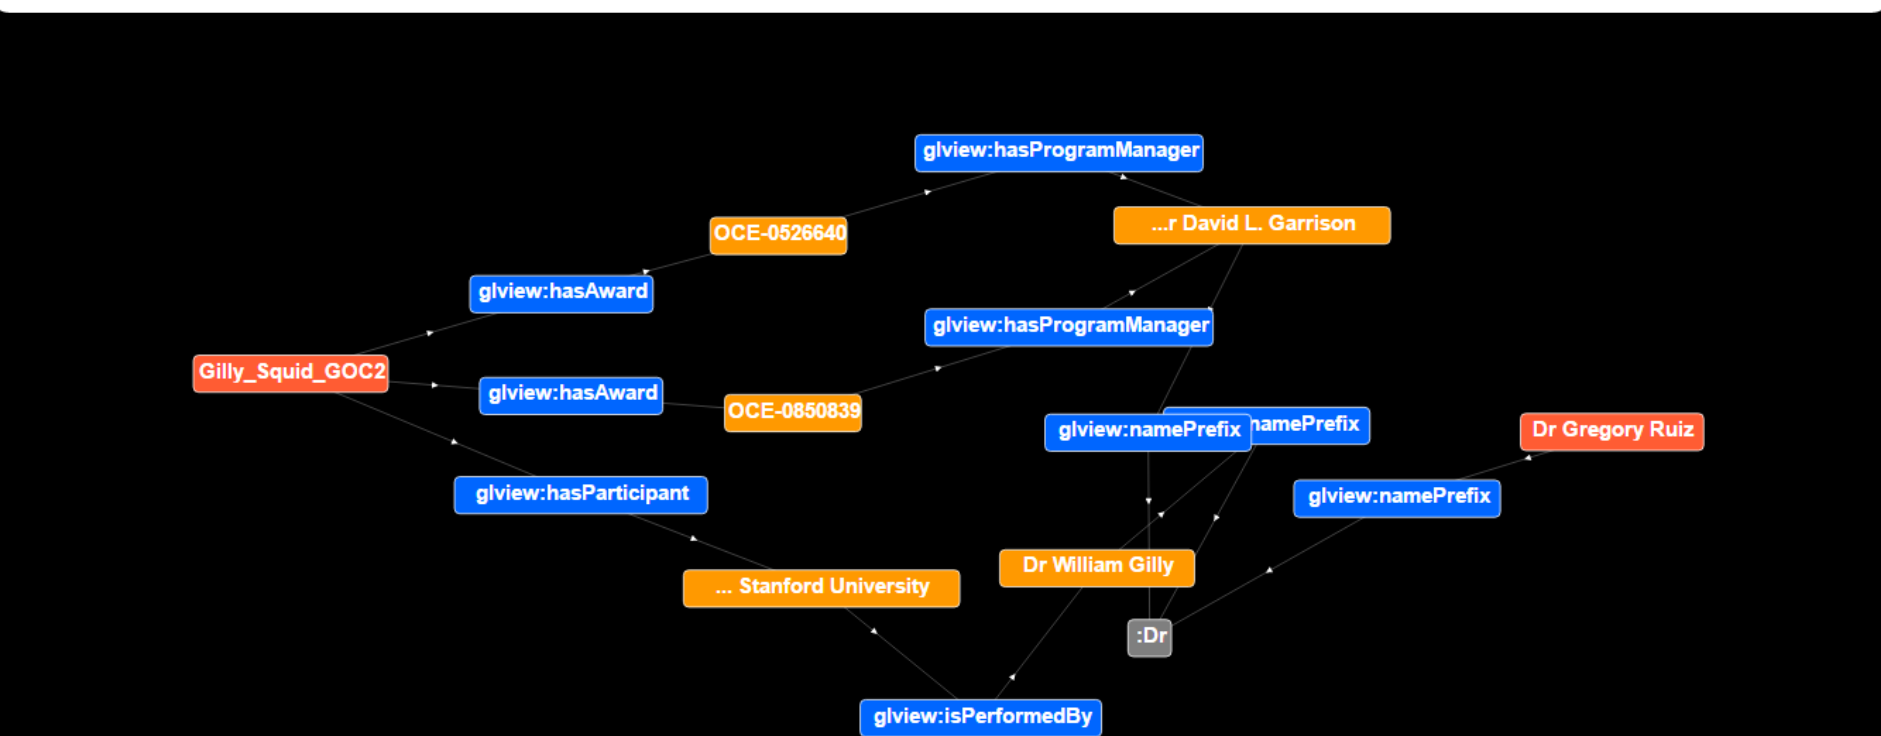 glview:hasProgramManager
...r David L. Garrison
OCE-0526640
glview:hasAward
glview:hasProgramManager
Gilly_Squid_GOC2
glview:hasAward
OCE-0850839
glview:namePrefix
namePrefix
Dr Gregory Ruiz
glview:hasParticipant
glview:namePrefix
Dr William Gilly
... Stanford University
:Dr
glview:isPerformedBy